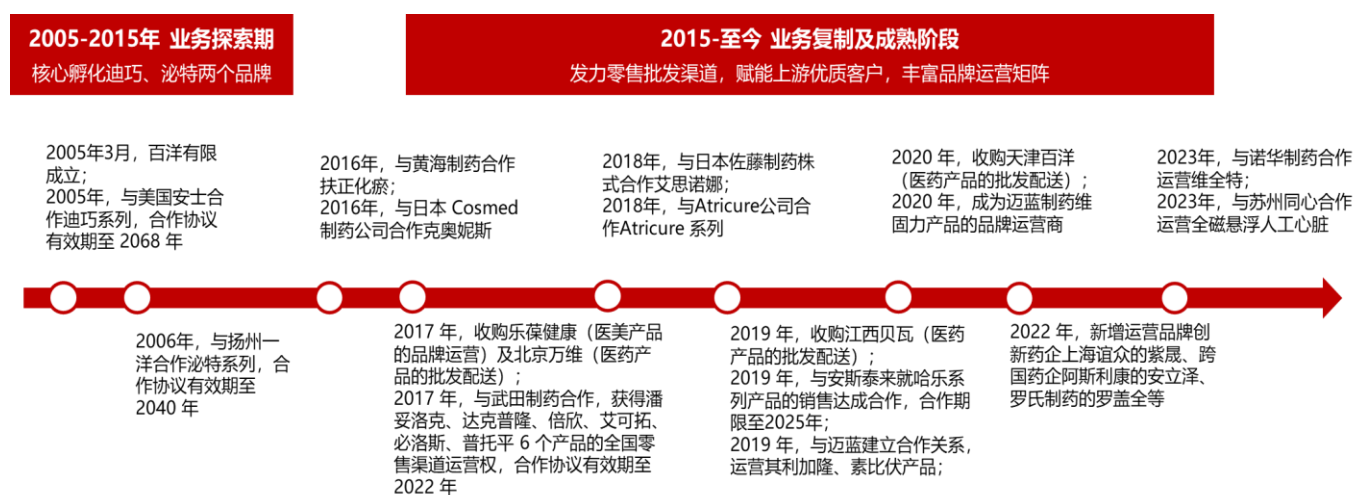 2005-2015年 业务探索期
核心孵化迪巧、泌特两个品牌
2015-至今 业务复制及成熟阶段
发力零售批发渠道，赋能上游优质客户，丰富品牌运营矩阵
2005年3月，百洋有限
成立；
2005年，与美国安士合
作迪巧系列，合作协议
有效期至 2068 年
2016年，与黄海制药合作
扶正化瘀；
2016年，与日本 Cosmed
制药公司合作克奥妮斯
2018年，与日本佐藤制药株
式合作艾思诺娜；
2018年，与Atricure公司合
作Atricure 系列
2020 年，收购天津百洋
（医药产品的批发配送）；
2020 年，成为迈蓝制药维
固力产品的品牌运营商
2023年，与诺华制药合作
运营维全特；
2023年，与苏州同心合作
运营全磁悬浮人工心脏
2006年，与扬州一
洋合作泌特系列，合
作协议有效期至
2040 年
2017 年，收购乐葆健康（医美产品
的品牌运营）及北京万维（医药产
品的批发配送）；
2017 年，与武田制药合作，获得潘
妥洛克、达克普隆、倍欣、艾可拓、
必洛斯、普托平 6 个产品的全国零
售渠道运营权，合作协议有效期至
2022 年
2019 年，收购江西贝瓦（医药
产品的批发配送）；
2019 年，与安斯泰来就哈乐系
列产品的销售达成合作，合作期
限至2025年；
2019 年，与迈蓝建立合作关系，
运营其利加隆、素比伏产品；
2022 年，新增运营品牌创
新药企上海谊众的紫晟、跨
国药企阿斯利康的安立泽、
罗氏制药的罗盖全等